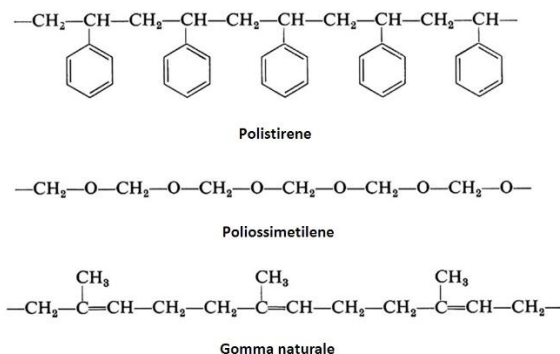 —CH₂—CH—CH₂—CH—CH₂—CH—CH₂—CH—CH₂—CH—
Polistirene
—CH₂—O—CH₂—O—CH₂—O—CH₂—O—CH₂—O—CH₂—O—
Poliossimetilene
CH₃ CH₃ CH₃
—CH₂—C=CH—CH₂—CH₂—C=CH—CH₂—CH₂—C=CH—CH₂—
Gomma naturale